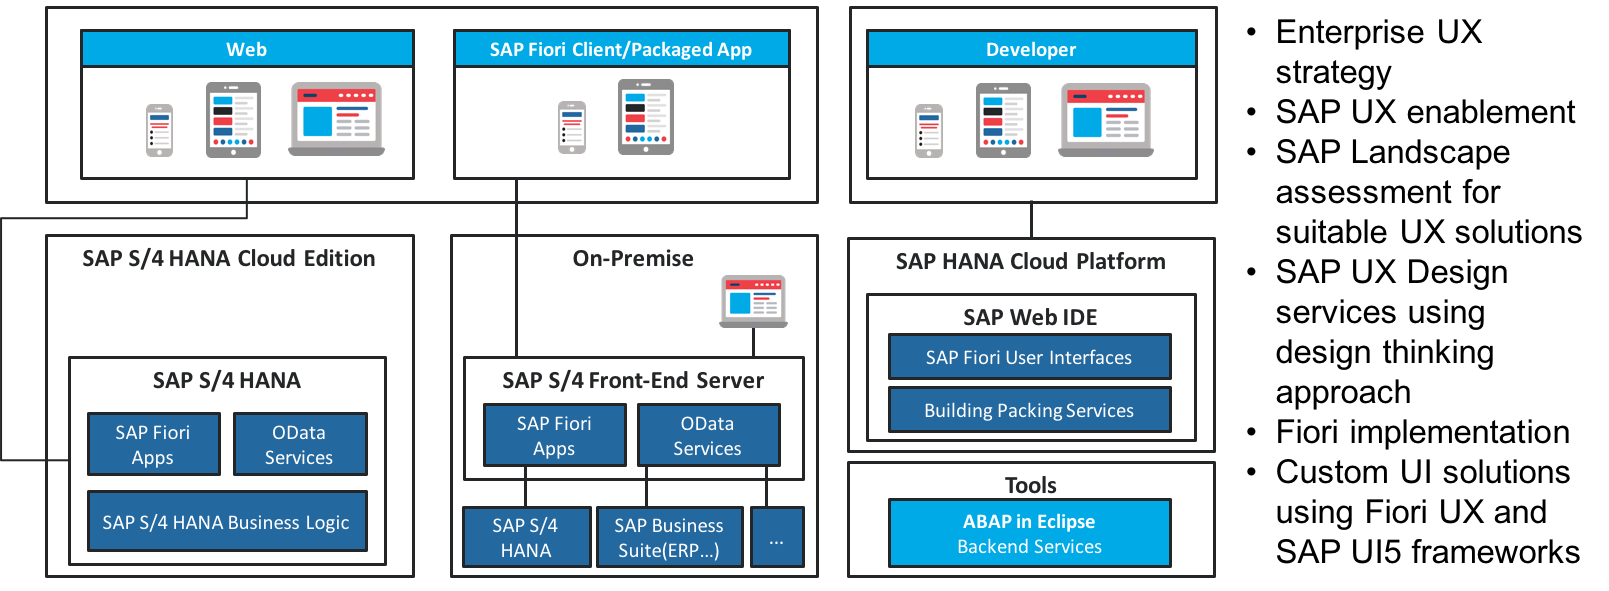 Web
SAP Fiori Client/Packaged App
Developer
SAP S/4 HANA Cloud Edition
SAP S/4 HANA
SAP Fiori
Apps
OData
Services
SAP S/4 HANA Business Logic
On-Premise
SAP S/4 Front-End Server
SAP Fiori
Apps
OData
Services
SAP S/4
HANA
SAP Business
Suite(ERP...)
...
SAP HANA Cloud Platform
SAP Web IDE
SAP Fiori User Interfaces
Building Packing Services
Tools
ABAP in Eclipse
Backend Services
• Enterprise UX
strategy
• SAP UX enablement
• SAP Landscape
assessment for
suitable UX solutions
• SAP UX Design
services using
design thinking
approach
• Fiori implementation
• Custom UI solutions
using Fiori UX and
SAP UI5 frameworks